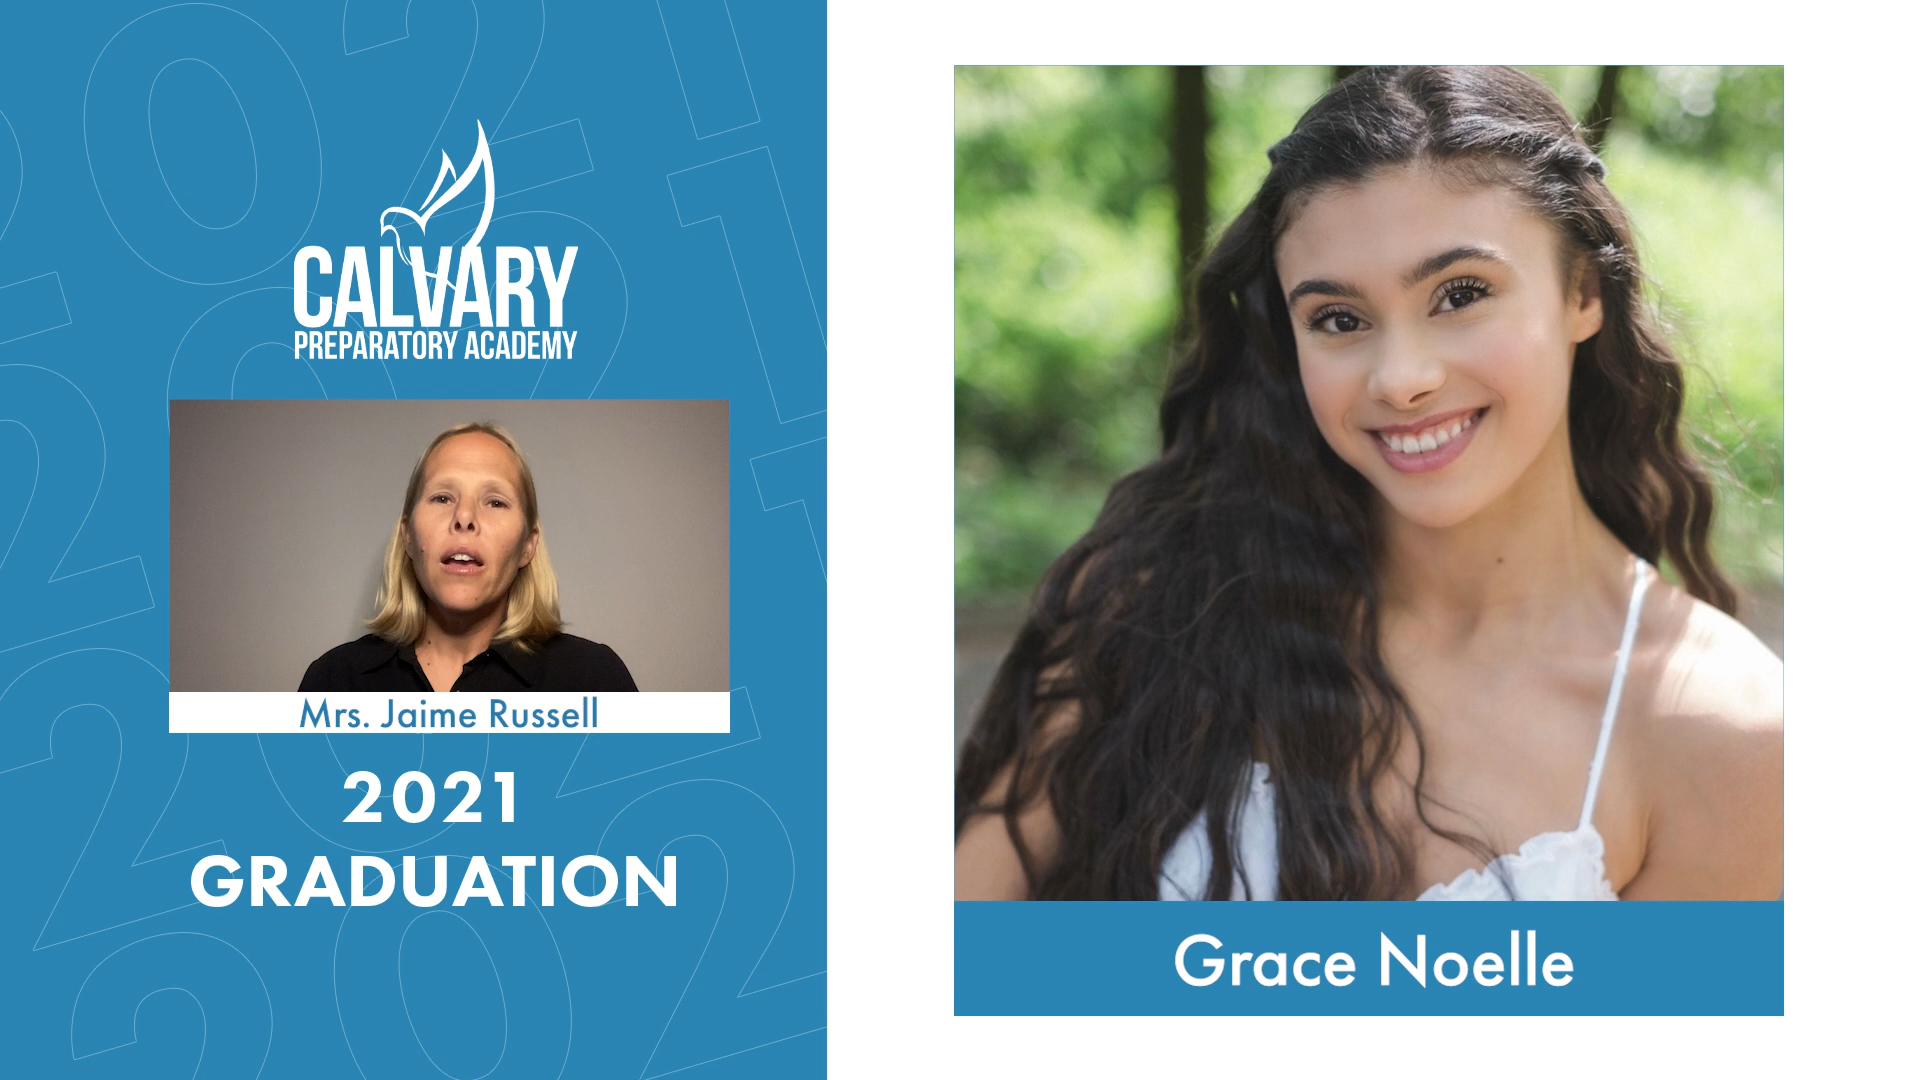 CALVARY
PREPARATORY ACADEMY
Mrs. Jaime Russell
2021
GRADUATION
Grace Noelle